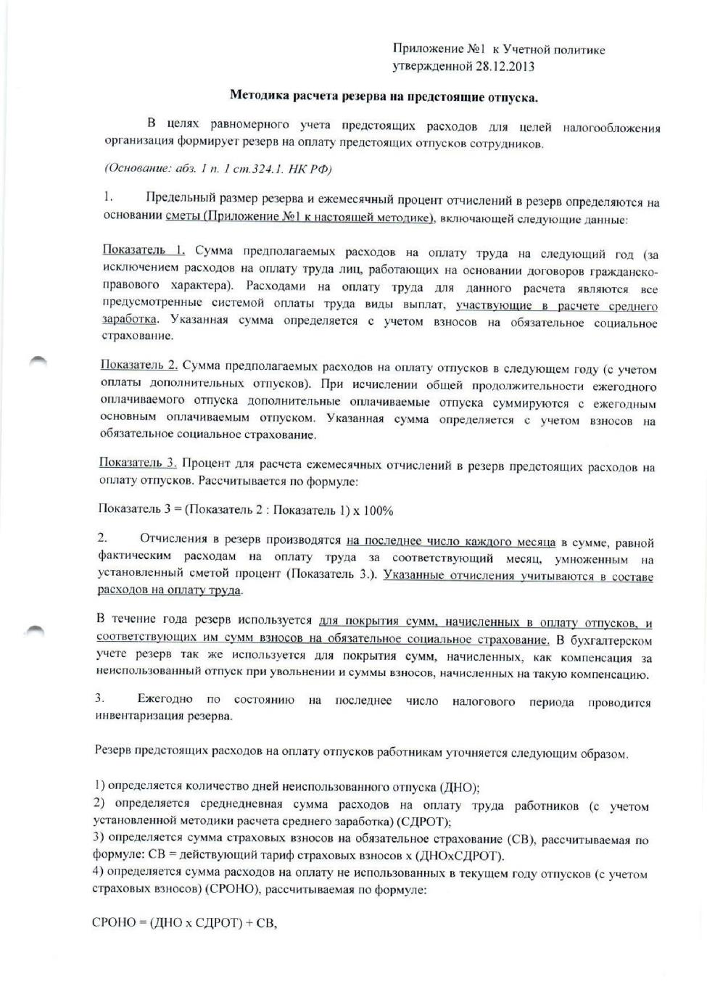 Приложение №1 к Учетной политике
утвержденной 28.12.2013
Методика расчета резерва на предстоящие отпуска.
В целях равномерного учета предстоящих расходов для целей налогообложения
организация формирует резерв на оплату предстоящих отпусков сотрудников.
(Основание: абз. 1 п. 1 ст.324.1. НК РФ)
1. Предельный размер резерва и ежемесячный процент отчислений в резерв определяются на
основании сметы (Приложение №1 к настоящей методике), включающей следующие данные:
Показатель 1. Сумма предполагаемых расходов на оплату труда на следующий год (за
исключением расходов на оплату труда лиц, работающих на основании договоров гражданско-
правового характера). Расходами на оплату труда для данного расчета являются все
предусмотренные системой оплаты труда виды выплат, участвующие в расчете среднего
заработка. Указанная сумма определяется с учетом взносов на обязательное социальное
страхование.
Показатель 2. Сумма предполагаемых расходов на оплату отпусков в следующем году (с учетом
оплаты дополнительных отпусков). При исчислении общей продолжительности ежегодного
оплачиваемого отпуска дополнительные оплачиваемые отпуска суммируются с ежегодным
основным оплачиваемым отпуском. Указанная сумма определяется с учетом взносов на
обязательное социальное страхование.
Показатель 3. Процент для расчета ежемесячных отчислений в резерв предстоящих расходов на
оплату отпусков. Рассчитывается по формуле:
Показатель 3 = (Показатель 2 : Показатель 1) х 100%
2. Отчисления в резерв производятся на последнее число каждого месяца в сумме, равной
фактическим расходам на оплату труда за соответствующий месяц, умноженным на
установленный сметой процент (Показатель 3.). Указанные отчисления учитываются в составе
расходов на оплату труда.
В течение года резерв используется для покрытия сумм, начисленных в оплату отпусков, и
соответствующих им сумм взносов на обязательное социальное страхование. В бухгалтерском
учете резерв так же используется для покрытия сумм, начисленных, как компенсация за
неиспользованный отпуск при увольнении и суммы взносов, начисленных на такую компенсацию.
3. Ежегодно по состоянию на последнее число налогового периода проводится
инвентаризация резерва.
Резерв предстоящих расходов на оплату отпусков работникам уточняется следующим образом.
1) определяется количество дней неиспользованного отпуска (ДНО);
2) определяется среднедневная сумма расходов на оплату труда работников (с учетом
установленной методики расчета среднего заработка) (СДРОТ);
3) определяется сумма страховых взносов на обязательное страхование (СВ), рассчитываемая по
формуле: СВ = действующий тариф страховых взносов х (ДНОхСДРОТ).
4) определяется сумма расходов на оплату не использованных в текущем году отпусков (с учетом
страховых взносов) (СРОНО), рассчитываемая по формуле:
СРОНО = (ДНО х СДРОТ) + СВ,